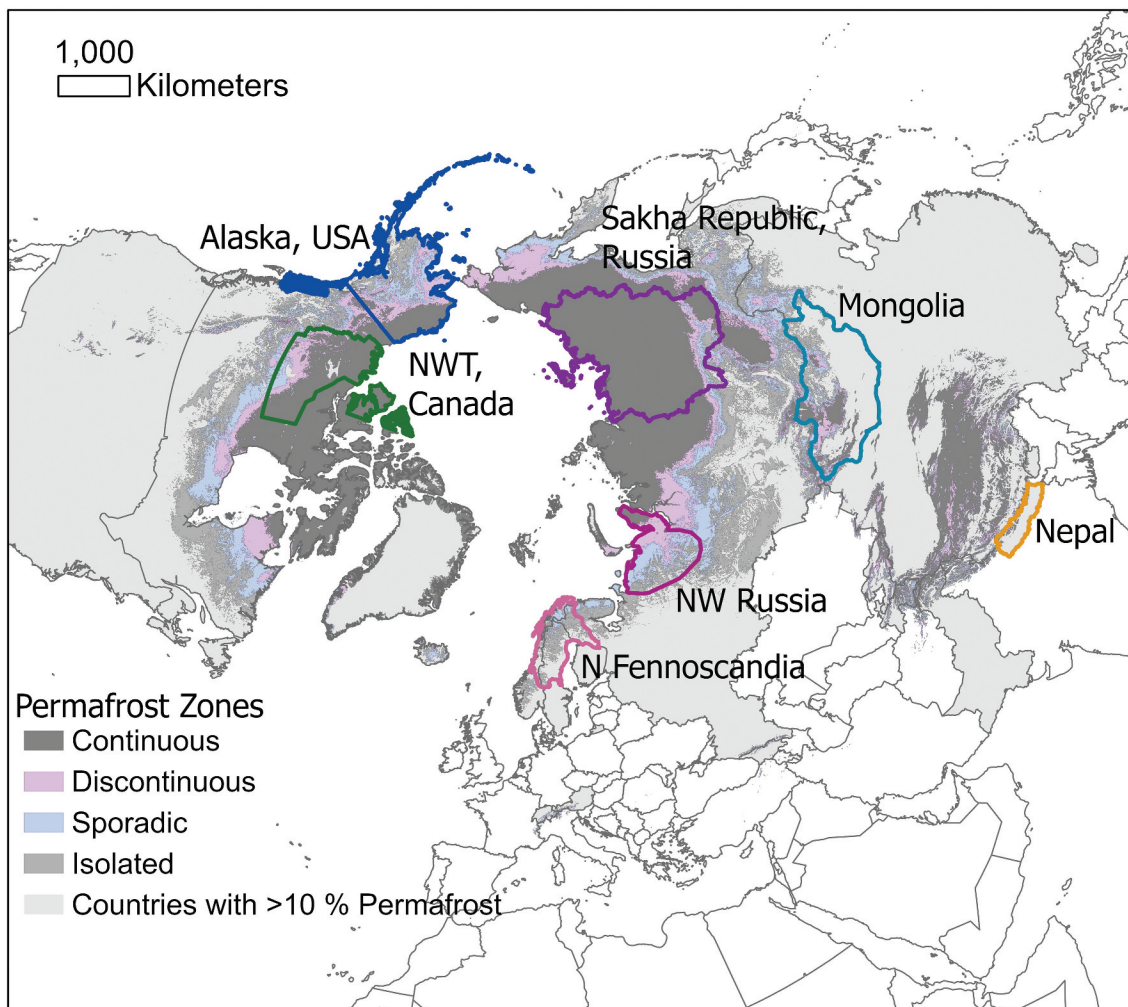 1,000
Kilometers
Alaska, USA
Sakha Republic,
Russia
Mongolia
NWT,
Canada
Nepal
NW Russia
N Fennoscandia
Permafrost Zones
Continuous
Discontinuous
Sporadic
Isolated
Countries with >10 % Permafrost